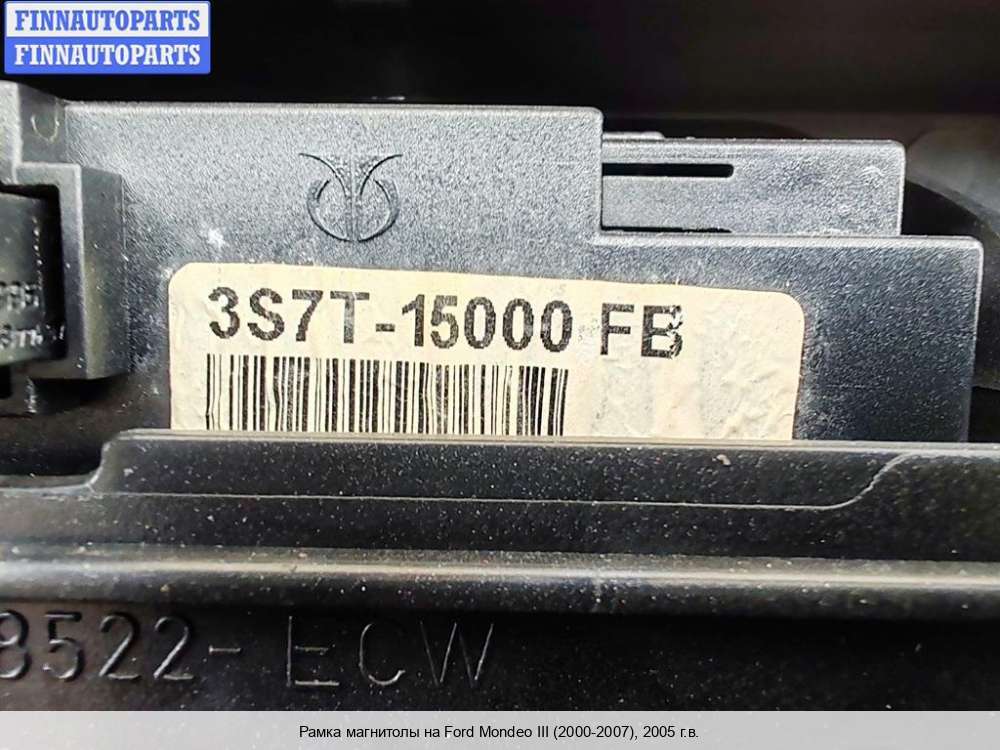 FINNAUTOPARTS
FINNAUTOPARTS
3S7T-15000 FB
8522-ECW
Рамка магнитолы на Ford Mondeo III (2000-2007), 2005 г.в.